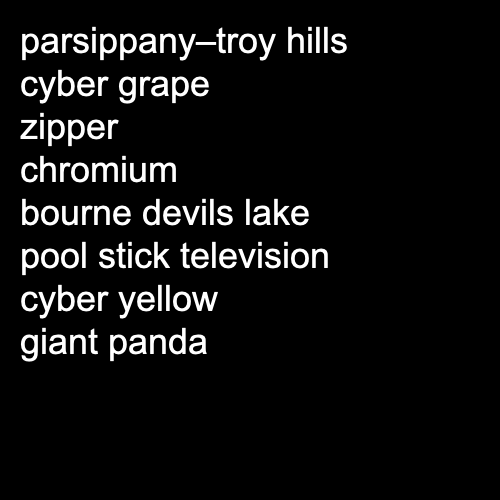 parsippany–troy hills
cyber grape
zipper
chromium
bourne devils lake
pool stick television
cyber yellow
giant panda